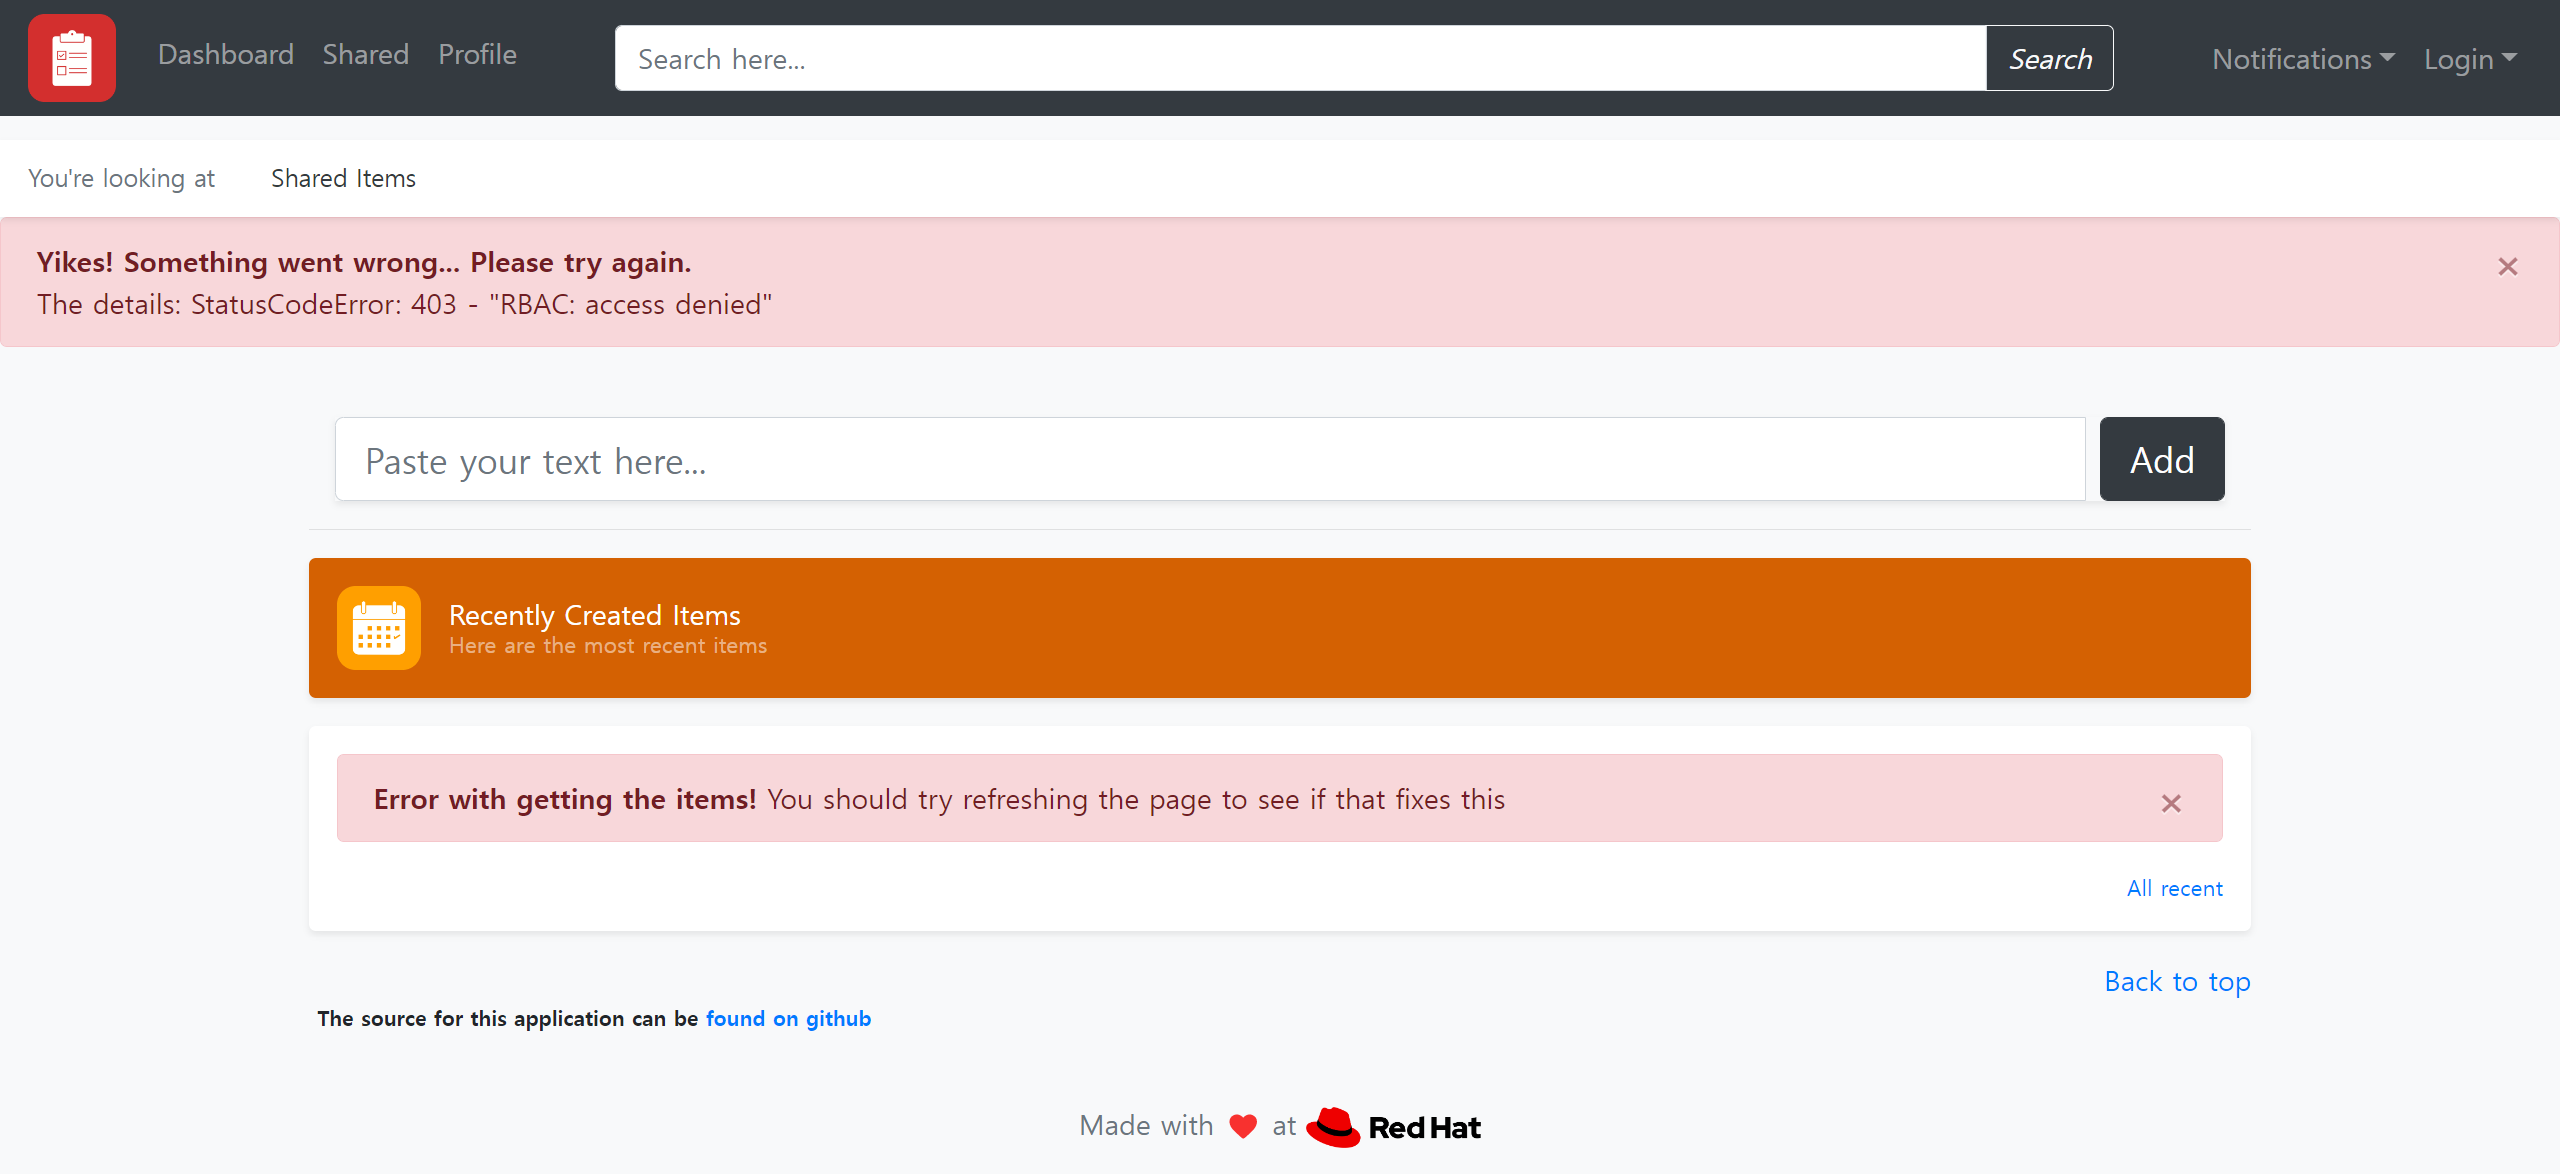 Dashboard Shared Profile Search here... Search Notifications Login
You're looking at Shared Items
Yikes! Something went wrong... Please try again.
The details: StatusCodeError: 403 - "RBAC: access denied"
×
Paste your text here... Add
Recently Created Items
Here are the most recent items
Error with getting the items! You should try refreshing the page to see if that fixes this ×
All recent
Back to top
The source for this application can be found on github
Made with ❤ at Red Hat